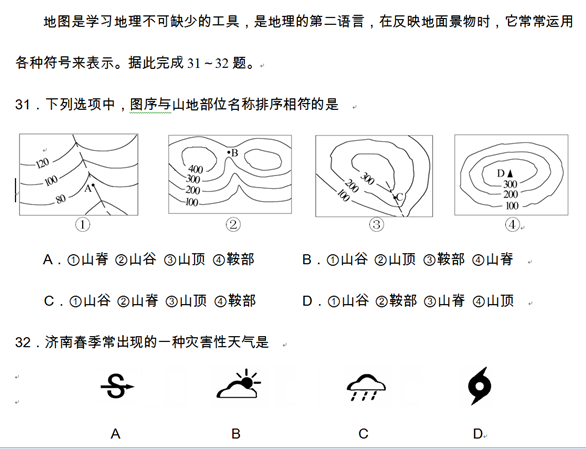 地图是学习地理不可缺少的工具，是地理的第二语言，在反映地面景物时，它常常运用
各种符号来表示。据此完成 31～32 题。
31．下列选项中，图序与山地部位名称排序相符的是
120
100
80
A
①
B
400
300
200
100
②
300
200
100
C
③
D
300
200
100
④
A．①山脊 ②山谷 ③山顶 ④鞍部
B．①山谷 ②山顶 ③鞍部 ④山脊
C．①山谷 ②山脊 ③山顶 ④鞍部
D．①山谷 ②鞍部 ③山脊 ④山顶
32．济南春季常出现的一种灾害性天气是
A B C D